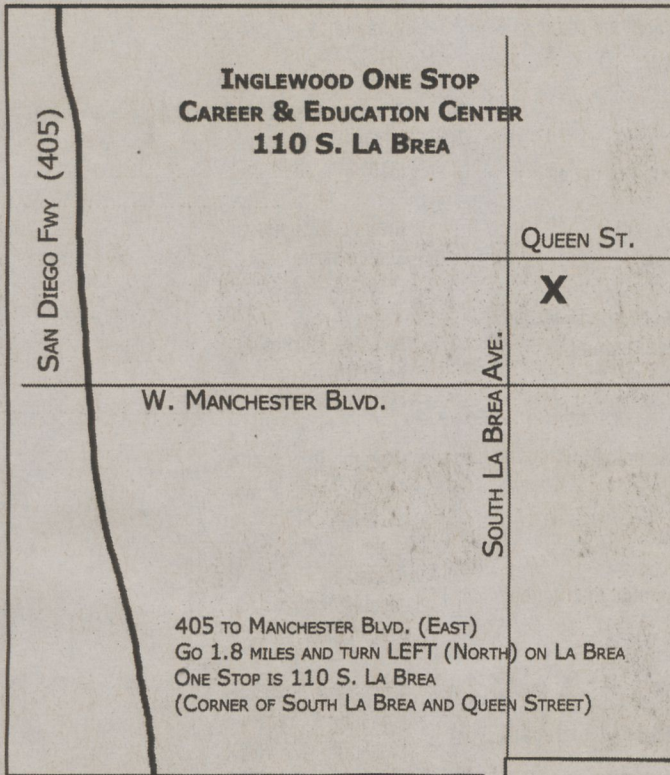 INGLEWOOD ONE STOP
CAREER & EDUCATION CENTER
110 S. LA BREA
SAN DIEGO FWY (405)
QUEEN ST.
X
W. MANCHESTER BLVD.
SOUTH LA BREA AVE.
405 TO MANCHESTER BLVD. (EAST)
GO 1.8 MILES AND TURN LEFT (NORTH) ON LA BREA
ONE STOP IS 110 S. LA BREA
(CORNER OF SOUTH LA BREA AND QUEEN STREET)